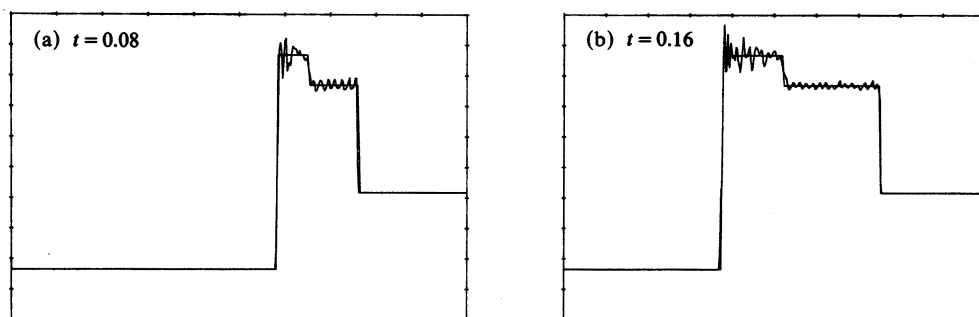 (a) t = 0.08
(b) t = 0.16